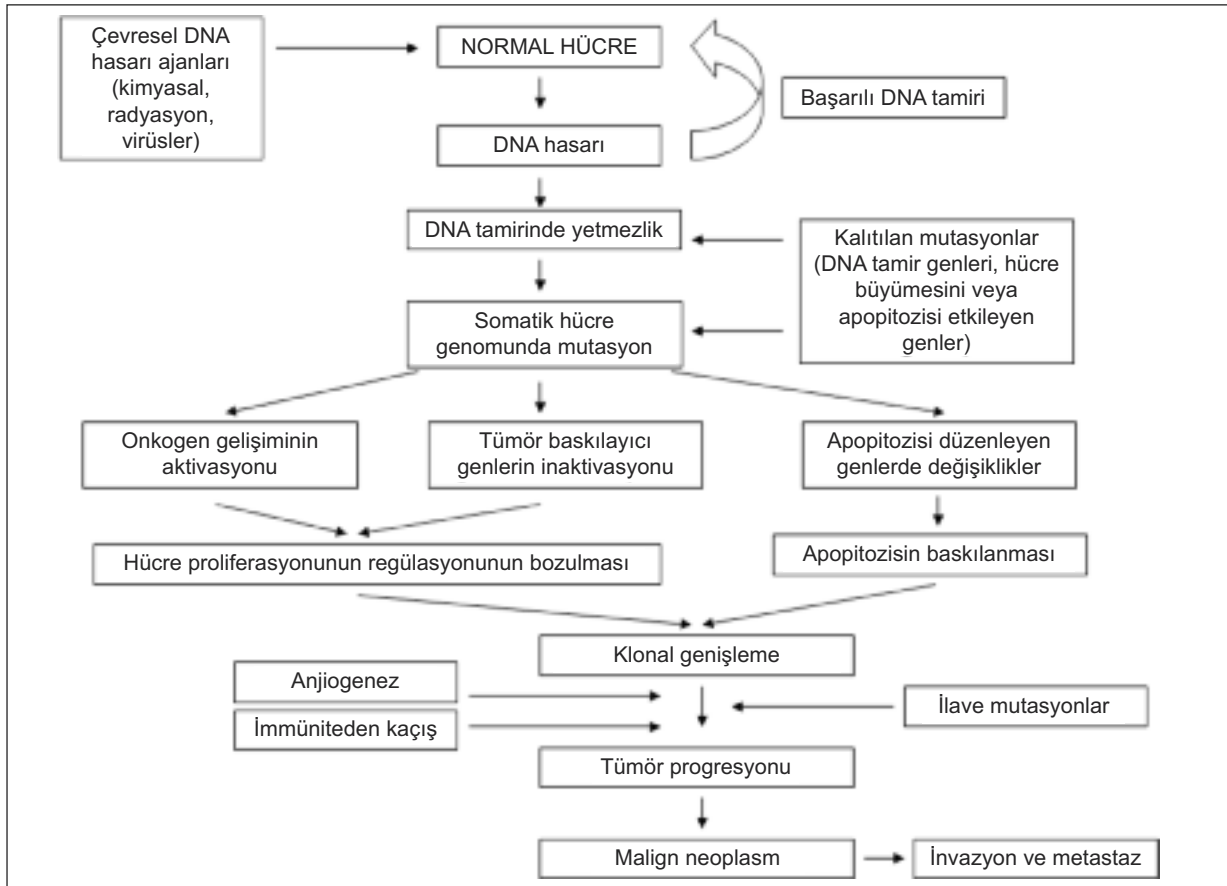 Çevresel DNA
hasarı ajanları
(kimyasal,
radyasyon,
virüsler)
NORMAL HÜCRE
Başarılı DNA tamiri
DNA hasarı
DNA tamirinde yetmezlik
Kalıtılan mutasyonlar
(DNA tamir genleri, hücre
büyümesini veya
apopitozisi etkileyen
genler)
Somatik hücre
genomunda mutasyon
Onkogen gelişiminin
aktivasyonu
Tümör baskılayıcı
genlerin inaktivasyonu
Apopitozisi düzenleyen
genlerde değişiklikler
Hücre proliferasyonunun regülasyonunun bozulması
Apopitozisin baskılanması
Klonal genişleme
Anjiogenez
İmmüniteden kaçış
İlave mutasyonlar
Tümör progresyonu
Malign neoplasm
İnvazyon ve metastaz